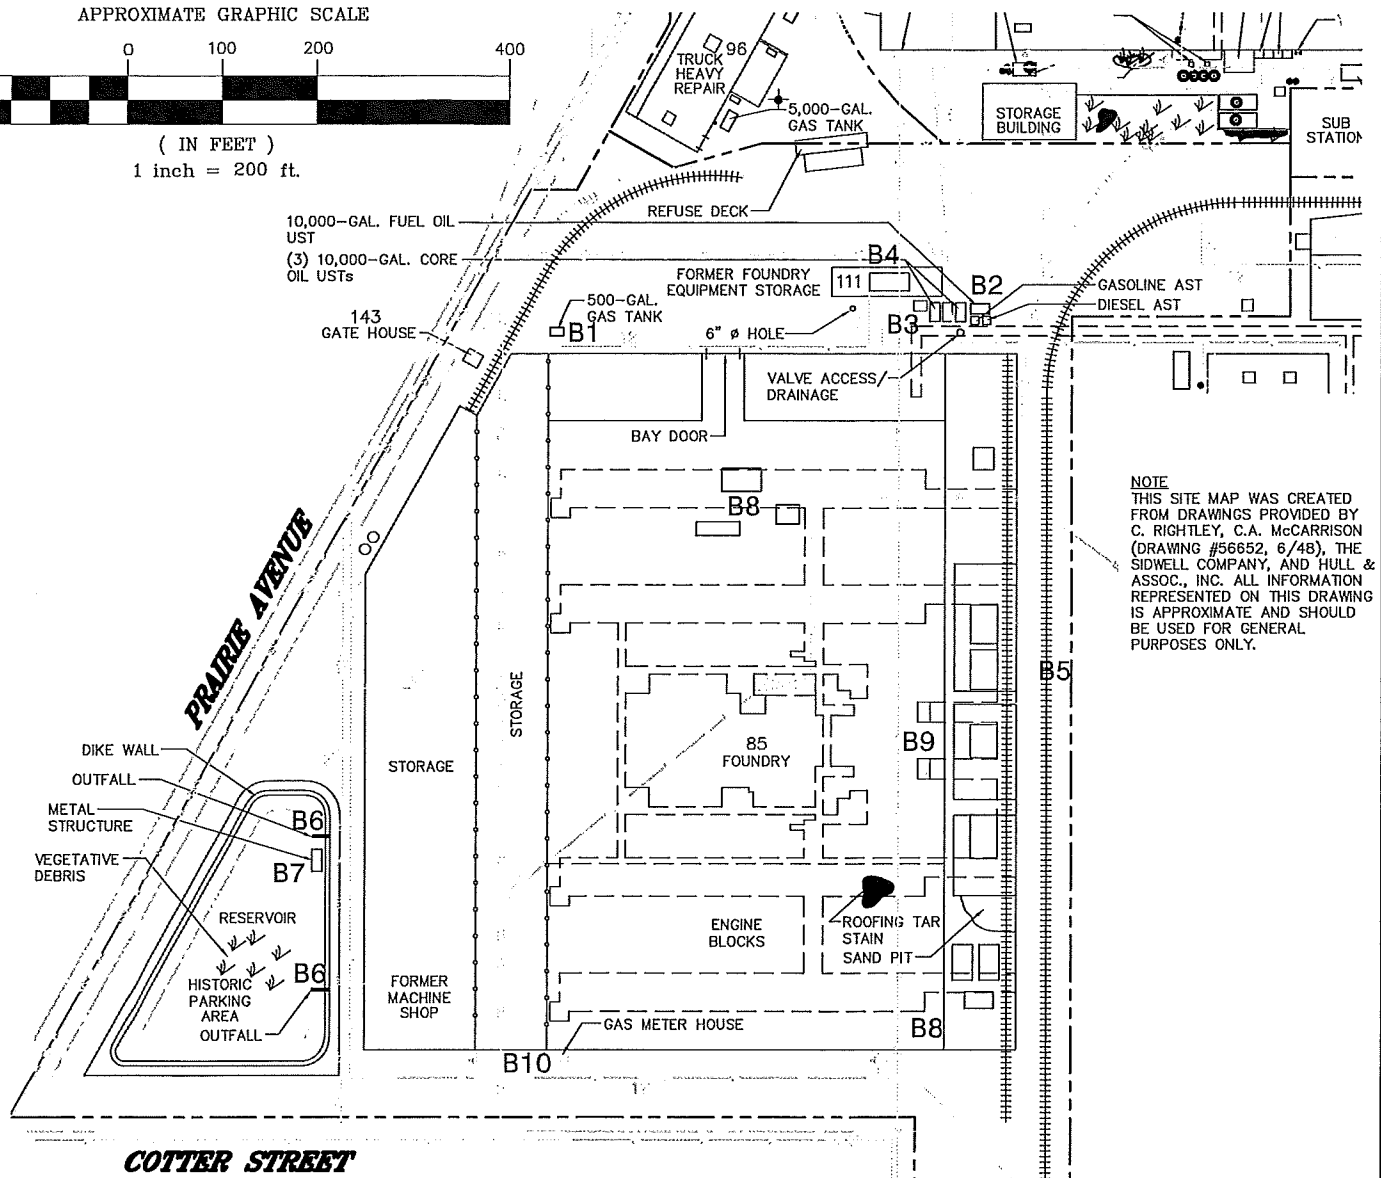 APPROXIMATE GRAPHIC SCALE
0 100 200 400
( IN FEET )
1 inch = 200 ft.
96
TRUCK
HEAVY
REPAIR
5,000-GAL.
GAS TANK
STORAGE
BUILDING
SUB
STATION
REFUSE DECK
10,000-GAL. FUEL OIL
UST
(3) 10,000-GAL. CORE
OIL USTs
B4
FORMER FOUNDRY
EQUIPMENT STORAGE
111
B2
GASOLINE AST
DIESEL AST
500-GAL.
GAS TANK
B1
143
GATE HOUSE
6" ø HOLE
B3
VALVE ACCESS/
DRAINAGE
BAY DOOR
B8
NOTE
THIS SITE MAP WAS CREATED
FROM DRAWINGS PROVIDED BY
C. RIGHTLEY, C.A. McCARRISON
(DRAWING #56652, 6/48), THE
SIDWELL COMPANY, AND HULL &
ASSOC., INC. ALL INFORMATION
REPRESENTED ON THIS DRAWING
IS APPROXIMATE AND SHOULD
BE USED FOR GENERAL
PURPOSES ONLY.
PRAIRIE AVENUE
B5
STORAGE
85
FOUNDRY
B9
STORAGE
DIKE WALL
OUTFALL
METAL
STRUCTURE
VEGETATIVE
DEBRIS
B6
B7
RESERVOIR
B6
HISTORIC
PARKING
AREA
OUTFALL
ENGINE
BLOCKS
ROOFING TAR
STAIN
SAND PIT
FORMER
MACHINE
SHOP
GAS METER HOUSE
B8
B10
COTTER STREET